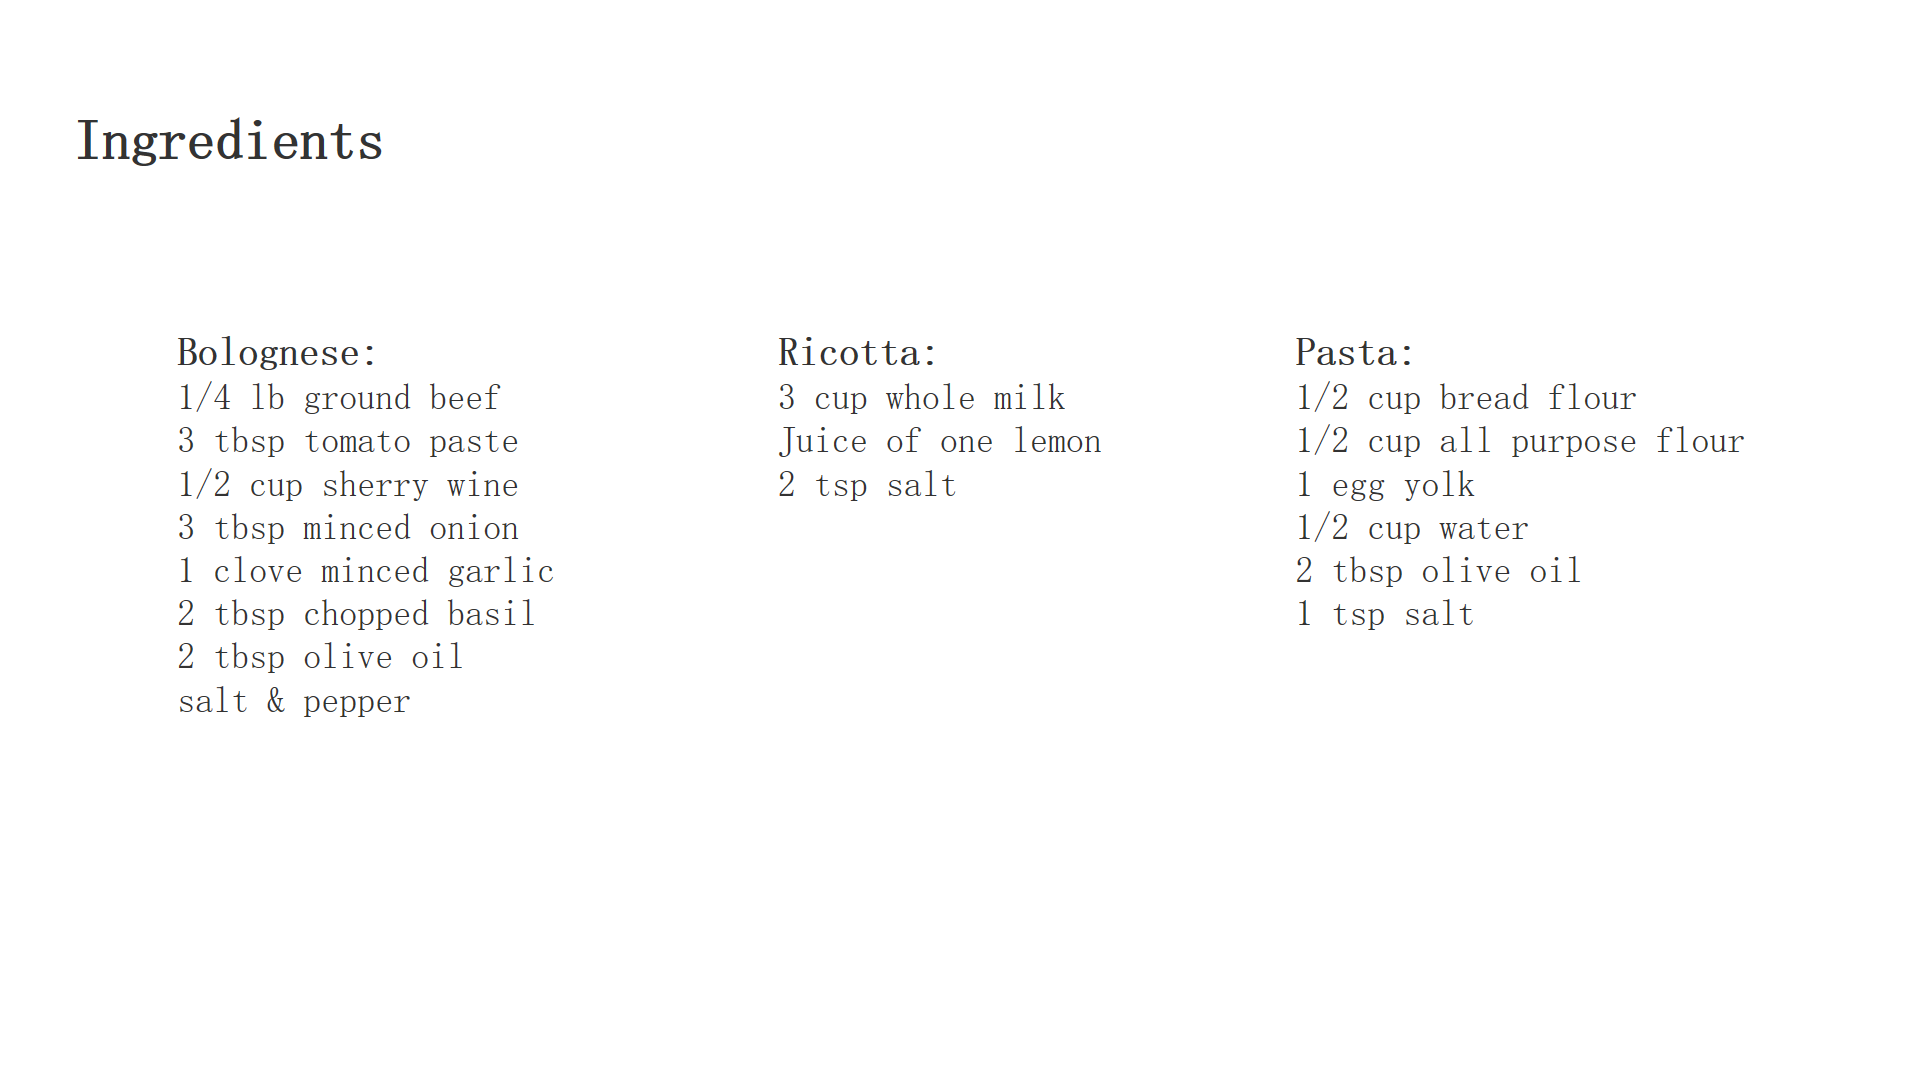 Ingredients
Bolognese:
1/4 lb ground beef
3 tbsp tomato paste
1/2 cup sherry wine
3 tbsp minced onion
1 clove minced garlic
2 tbsp chopped basil
2 tbsp olive oil
salt & pepper
Ricotta:
3 cup whole milk
Juice of one lemon
2 tsp salt
Pasta:
1/2 cup bread flour
1/2 cup all purpose flour
1 egg yolk
1/2 cup water
2 tbsp olive oil
1 tsp salt